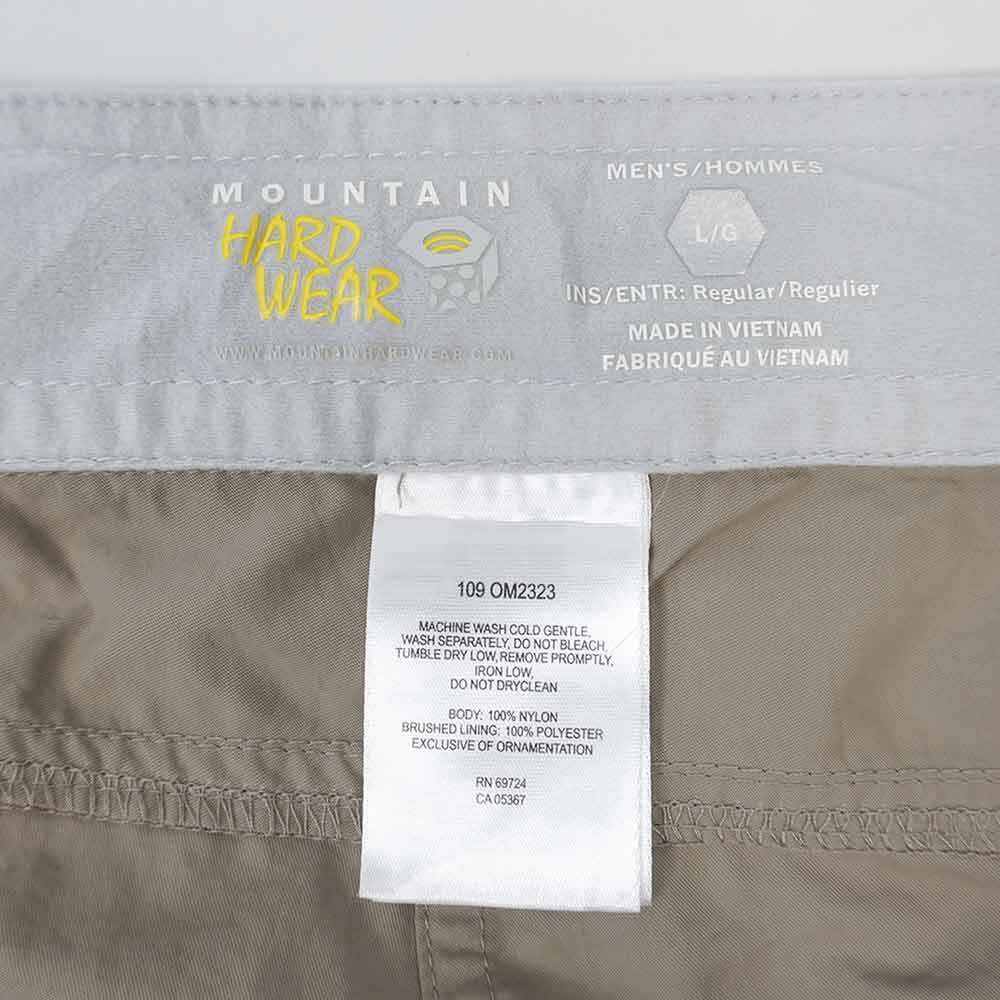 MOUNTAIN
HARD
WEAR
WWW.MOUNTAINHARDWEAR.COM
MEN'S/HOMMES
L/G
INS/ENTR: Regular/Regulier
MADE IN VIETNAM
FABRIQUÉ AU VIETNAM
109 OM2323
MACHINE WASH COLD GENTLE,
WASH SEPARATELY, DO NOT BLEACH,
TUMBLE DRY LOW, REMOVE PROMPTLY,
IRON LOW,
DO NOT DRYCLEAN
BODY: 100% NYLON
BRUSHED LINING: 100% POLYESTER
EXCLUSIVE OF ORNAMENTATION
RN 69724
CA 05367